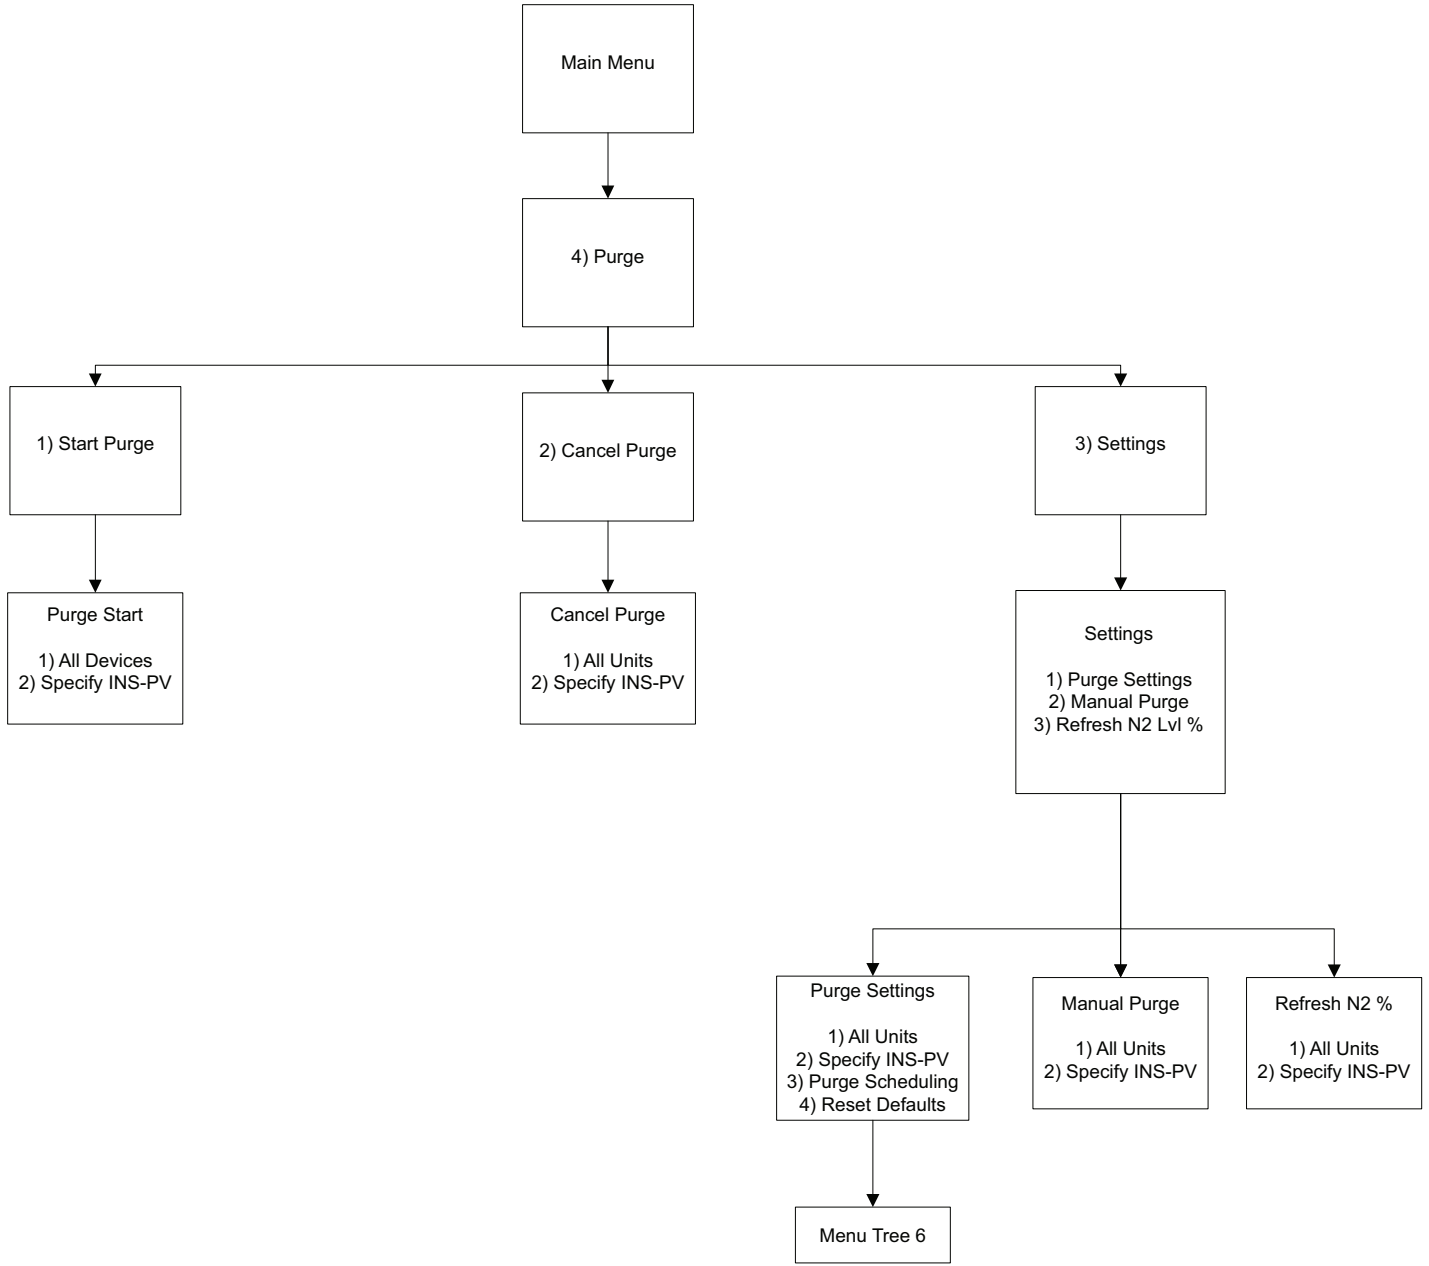 Main Menu
4) Purge
1) Start Purge
2) Cancel Purge
3) Settings
Purge Start
1) All Devices
2) Specify INS-PV
Cancel Purge
1) All Units
2) Specify INS-PV
Settings
1) Purge Settings
2) Manual Purge
3) Refresh N2 Lvl %
Purge Settings
1) All Units
2) Specify INS-PV
3) Purge Scheduling
4) Reset Defaults
Manual Purge
1) All Units
2) Specify INS-PV
Refresh N2 %
1) All Units
2) Specify INS-PV
Menu Tree 6